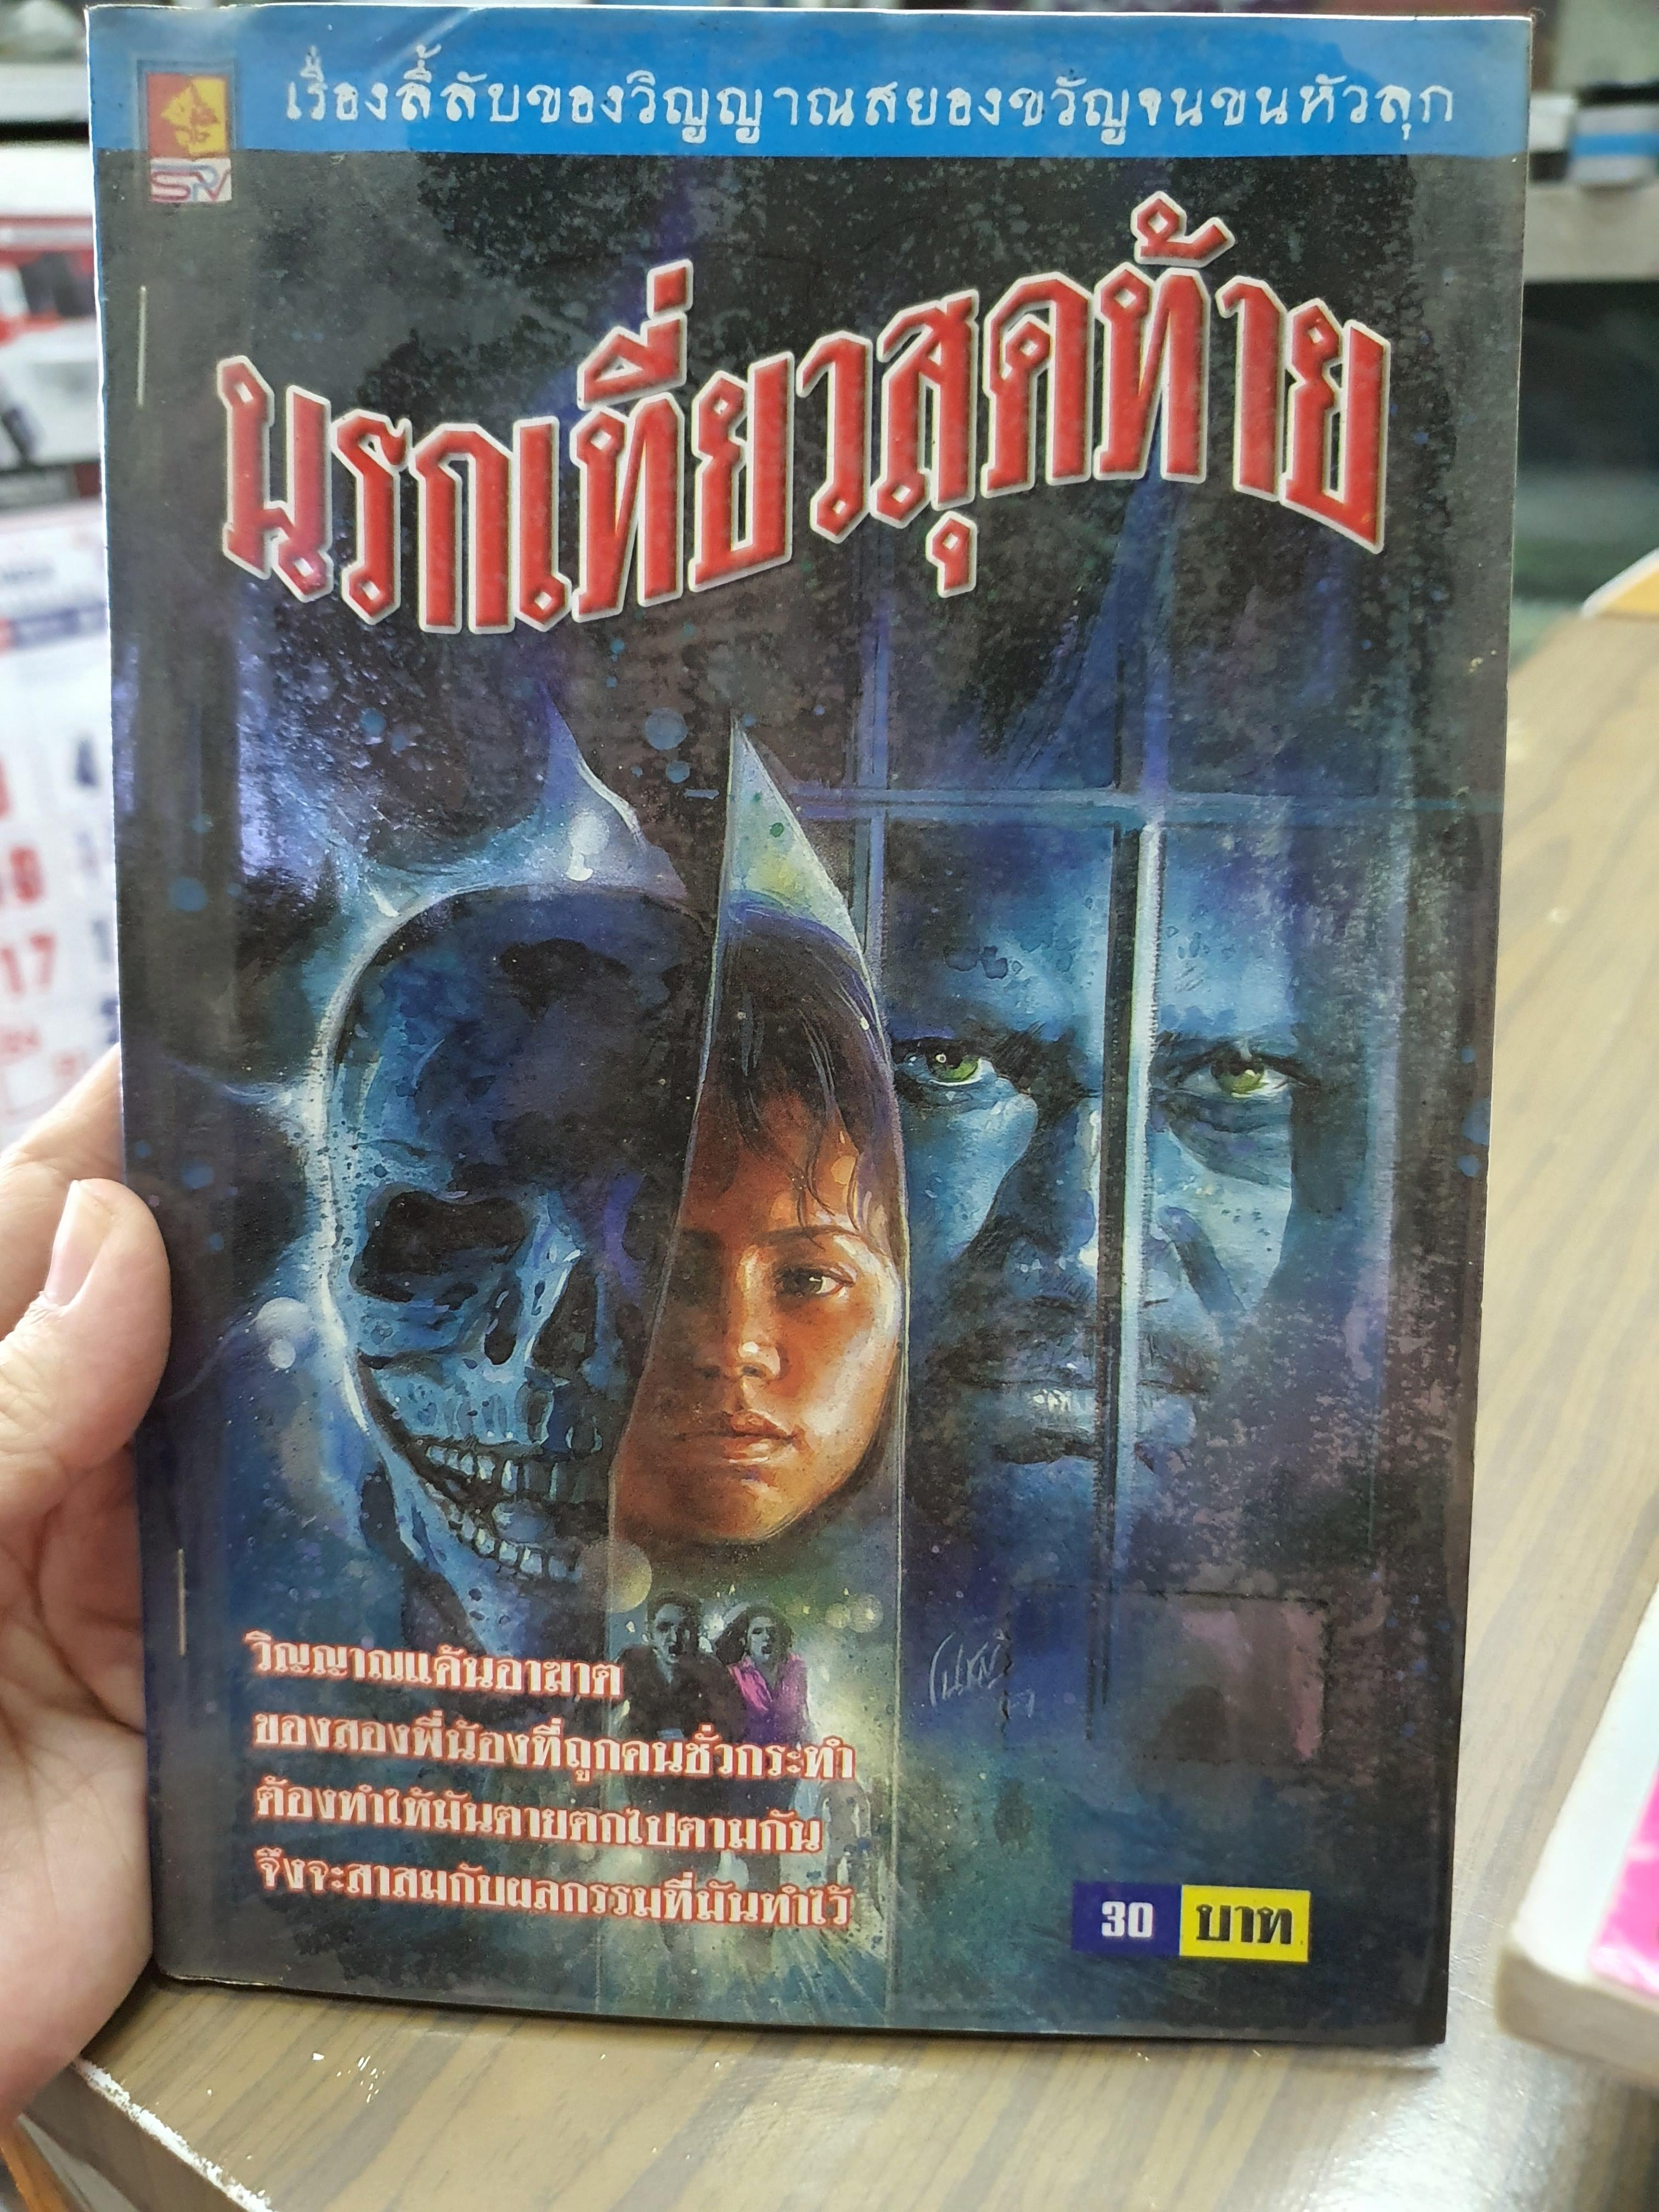 เรื่องลี้ลับของวิญญาณสยองขวัญจนขนหัวลุก
SPV
นรกเที่ยวสุดท้าย
วิญญาณแค้นอาฆาต
ของสองพี่น้องที่ถูกคนชั่วกระทำ
ต้องทำให้มันตายตกไปตามกัน
จึงจะสาสมกับผลกรรมที่มันทำไว้
30 บาท
17